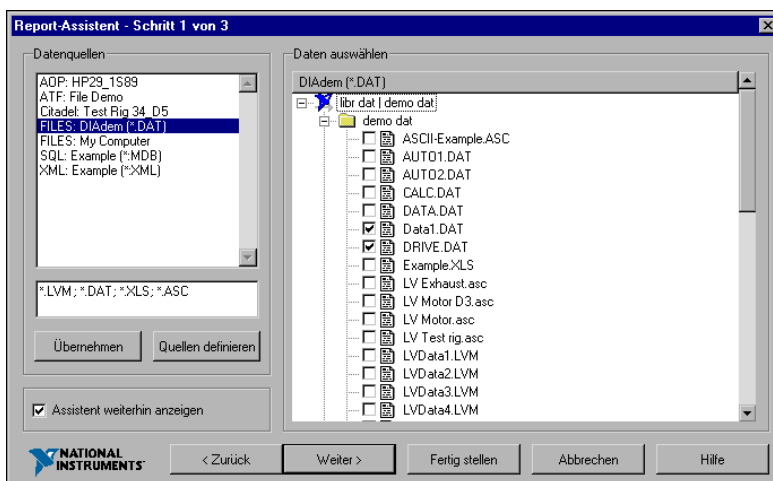 Report-Assistent - Schritt 1 von 3
Datenquellen
AOP: HP29_1S89
ATF: File Demo
Citadel: Test Rig 34_D5
FILES: DIAdem (*.DAT)
FILES: My Computer
SQL: Example (*.MDB)
XML: Example (*.XML)
*.LVM; *.DAT; *.XLS; *.ASC
Übernehmen
Quellen definieren
Assistent weiterhin anzeigen
Daten auswählen
DIAdem (*.DAT)
libr dat | demo dat
demo dat
ASCII-Example.ASC
AUTO1.DAT
AUTO2.DAT
CALC.DAT
DATA.DAT
Data1.DAT
DRIVE.DAT
Example.XLS
LV Exhaust.asc
LV Motor D3.asc
LV Motor.asc
LV Test rig.asc
LVData1.LVM
LVData2.LVM
LVData3.LVM
LVData4.LVM
NATIONAL
INSTRUMENTS
< Zurück
Weiter >
Fertig stellen
Abbrechen
Hilfe